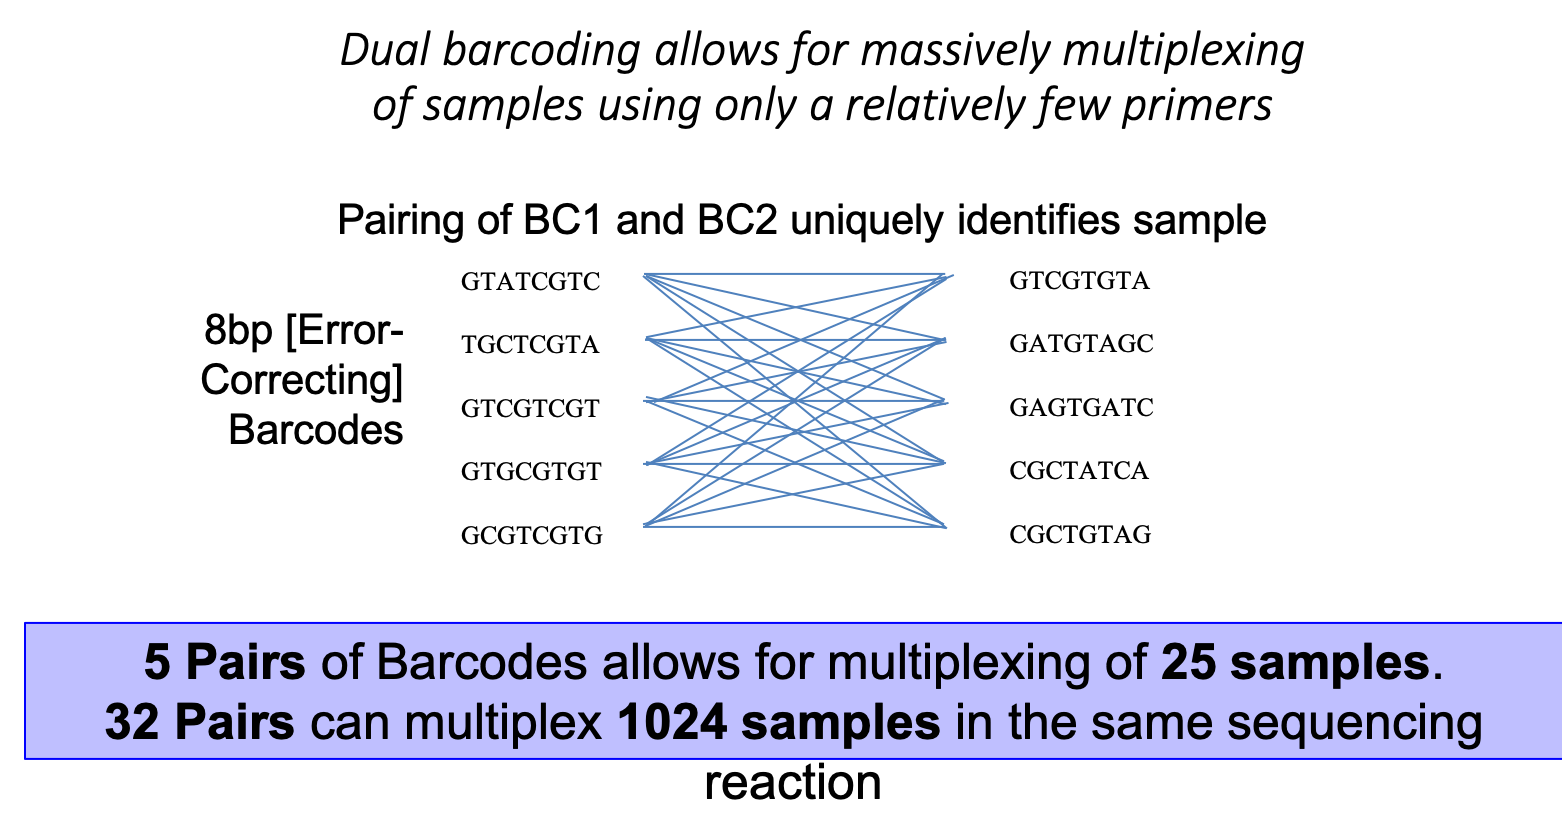 Dual barcoding allows for massively multiplexing
of samples using only a relatively few primers
Pairing of BC1 and BC2 uniquely identifies sample
8bp [Error-
Correcting]
Barcodes
GTATCGTC
TGCTCGTA
GTCGTCGT
GTGCGTGT
GCGTCGTG
GTCGTGTA
GATGTAGC
GAGTGATC
CGCTATCA
CGCTGTAG
5 Pairs of Barcodes allows for multiplexing of 25 samples.
32 Pairs can multiplex 1024 samples in the same sequencing
reaction